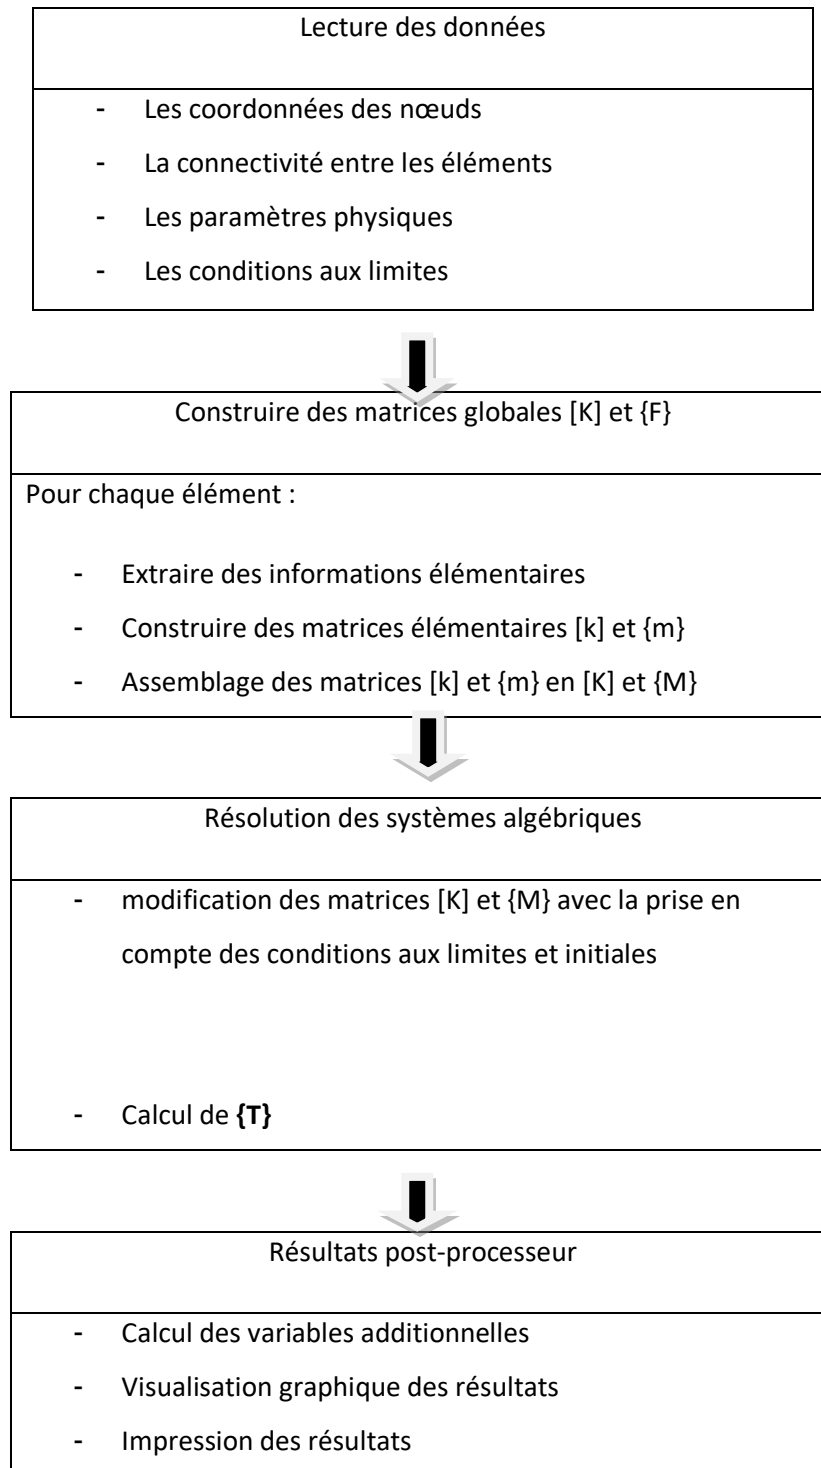 Lecture des données
- Les coordonnées des nœuds
- La connectivité entre les éléments
- Les paramètres physiques
- Les conditions aux limites
Construire des matrices globales [K] et {F}
Pour chaque élément :
- Extraire des informations élémentaires
- Construire des matrices élémentaires [k] et {m}
- Assemblage des matrices [k] et {m} en [K] et {M}
Résolution des systèmes algébriques
- modification des matrices [K] et {M} avec la prise en
compte des conditions aux limites et initiales
- Calcul de {T}
Résultats post-processeur
- Calcul des variables additionnelles
- Visualisation graphique des résultats
- Impression des résultats